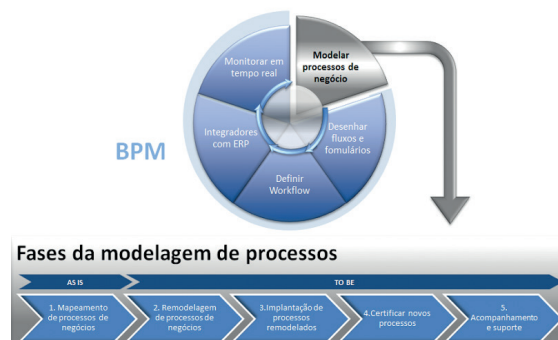 Modelar
processos de
negócio
Monitorar em
tempo real
Desenhar
fluxos e
fomulários
Integradores
com ERP
Definir
Workflow
BPM
Fases da modelagem de processos
AS IS
TO BE
1. Mapeamento
de processos de
negócios
2. Remodelagem
de processos de
negócios
3.Implantação de
processos
remodelados
4.Certificar novos
processos
5.
Acompanhamento
e suporte